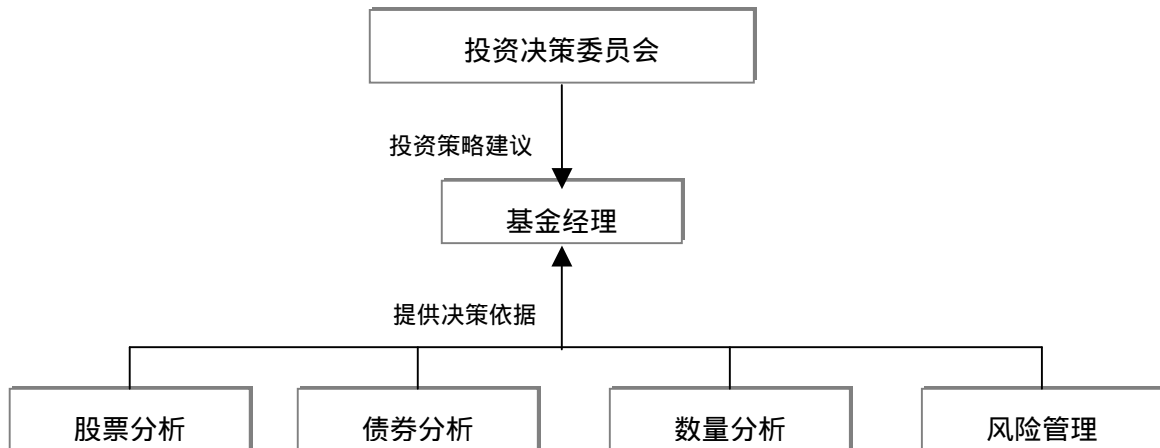 投资决策委员会
投资策略建议
基金经理
提供决策依据
股票分析
债券分析
数量分析
风险管理